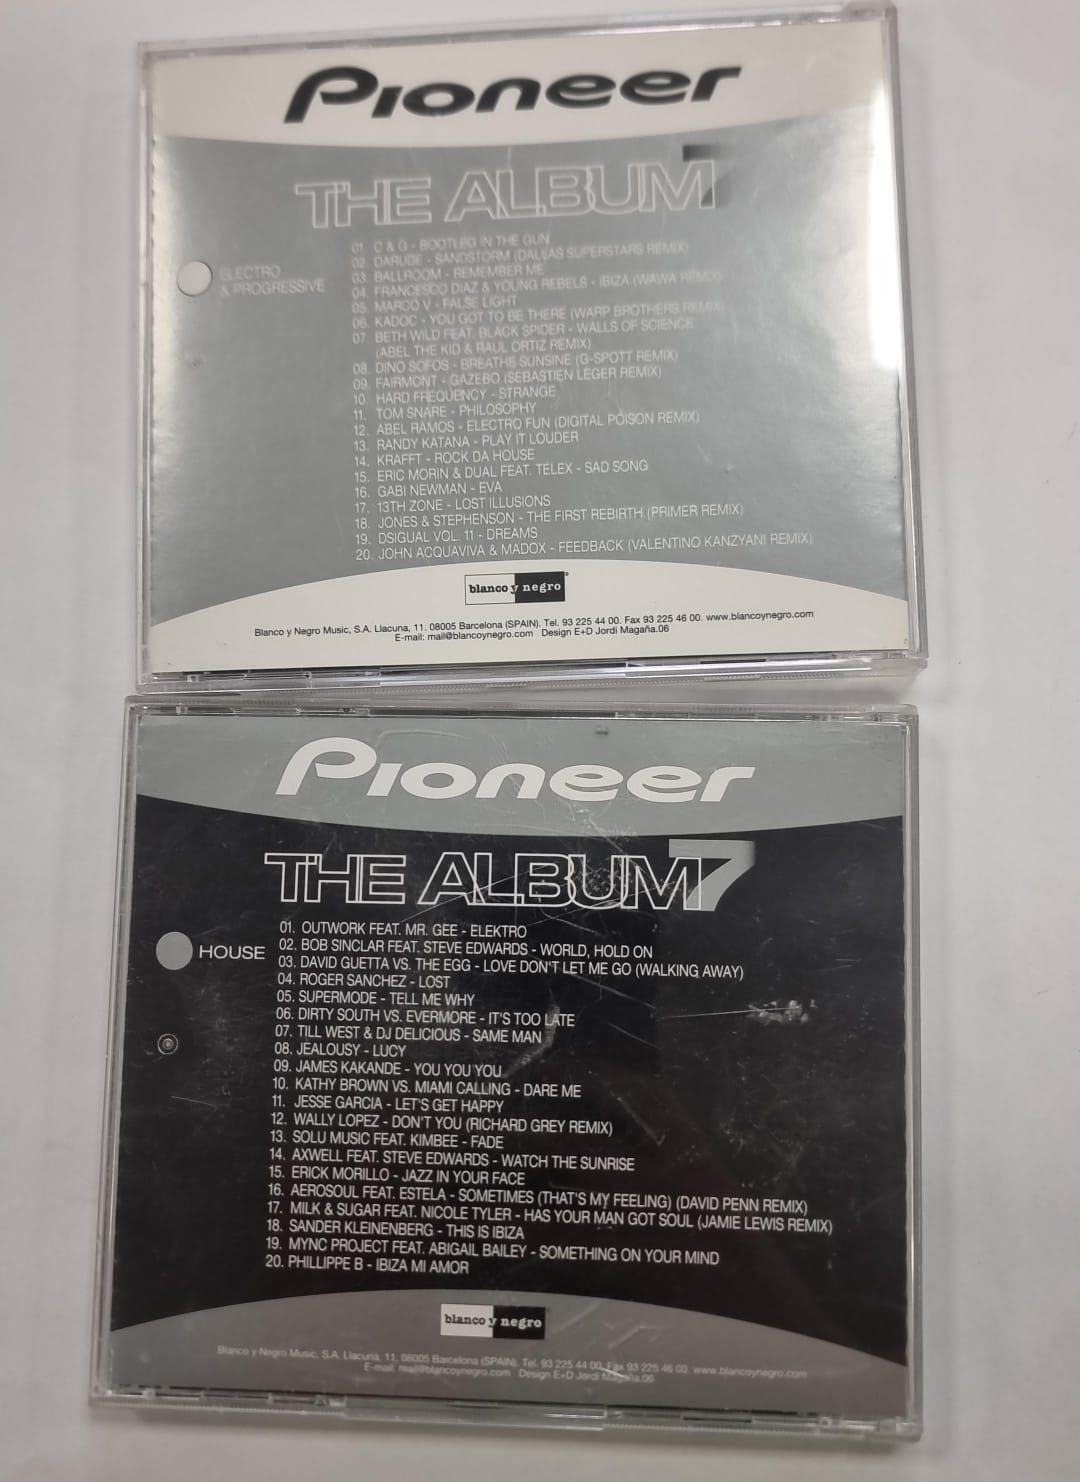 Pioneer
THE ALBUM 7
ELECTRO
& PROGRESSIVE
01. C & G - BOOTLEG IN THE GUN
02. DARUDE - SANDSTORM (DALLAS SUPERSTARS REMIX)
03. BALLROOM - REMEMBER ME
04. FRANCESCO DIAZ & YOUNG REBELS - IBIZA (WAWA REMIX)
05. MARCO V - FALSE LIGHT
06. KADOC - YOU GOT TO BE THERE (WARP BROTHERS REMIX)
07. BETH WILD FEAT. BLACK SPIDER - WALLS OF SCIENCE
(ABEL THE KID & RAUL ORTIZ REMIX)
08. DINO SOFOS - BREATHE SUNSINE (G-SPOTT REMIX)
09. FAIRMONT - GAZEBO (SEBASTIEN LEGER REMIX)
10. HARD FREQUENCY - STRANGE
11. TOM SNARE - PHILOSOPHY
12. ABEL RAMOS - ELECTRO FUN (DIGITAL POISON REMIX)
13. RANDY KATANA - PLAY IT LOUDER
14. KRAFFT - ROCK DA HOUSE
15. ERIC MORIN & DUAL FEAT. TELEX - SAD SONG
16. GABI NEWMAN - EVA
17. 13TH ZONE - LOST ILLUSIONS
18. JONES & STEPHENSON - THE FIRST REBIRTH (PRIMER REMIX)
19. DSIGUAL VOL. 11 - DREAMS
20. JOHN ACQUAVIVA & MADOX - FEEDBACK (VALENTINO KANZYANI REMIX)
blanco y negro
Blanco y Negro Music, S.A. Llacuna, 11. 08005 Barcelona (SPAIN). Tel. 93 225 44 00. Fax 93 225 46 00. www.blancoynegro.com
E-mail: mail@blancoynegro.com Design E+D Jordi Magaña.06
Pioneer
THE ALBUM 7
HOUSE
01. OUTWORK FEAT. MR. GEE - ELEKTRO
02. BOB SINCLAR FEAT. STEVE EDWARDS - WORLD, HOLD ON
03. DAVID GUETTA VS. THE EGG - LOVE DON'T LET ME GO (WALKING AWAY)
04. ROGER SANCHEZ - LOST
05. SUPERMODE - TELL ME WHY
06. DIRTY SOUTH VS. EVERMORE - IT'S TOO LATE
07. TILL WEST & DJ DELICIOUS - SAME MAN
08. JEALOUSY - LUCY
09. JAMES KAKANDE - YOU YOU YOU
10. KATHY BROWN VS. MIAMI CALLING - DARE ME
11. JESSE GARCIA - LET'S GET HAPPY
12. WALLY LOPEZ - DON'T YOU (RICHARD GREY REMIX)
13. SOLU MUSIC FEAT. KIMBEE - FADE
14. AXWELL FEAT. STEVE EDWARDS - WATCH THE SUNRISE
15. ERICK MORILLO - JAZZ IN YOUR FACE
16. AEROSOUL FEAT. ESTELA - SOMETIMES (THAT'S MY FEELING) (DAVID PENN REMIX)
17. MILK & SUGAR FEAT. NICOLE TYLER - HAS YOUR MAN GOT SOUL (JAMIE LEWIS REMIX)
18. SANDER KLEINENBERG - THIS IS IBIZA
19. MYNC PROJECT FEAT. ABIGAIL BAILEY - SOMETHING ON YOUR MIND
20. PHILLIPPE B - IBIZA MI AMOR
blanco y negro
Blanco y Negro Music, S.A. Llacuna, 11. 08005 Barcelona (SPAIN). Tel. 93 225 44 00. Fax 93 225 46 00. www.blancoynegro.com
E-mail: mail@blancoynegro.com Design E+D Jordi Magaña.06